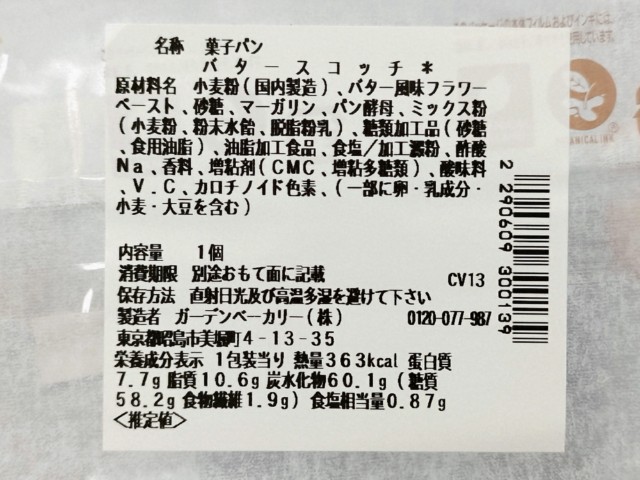 名称　菓子パン
バタースコッチ＊
原材料名　小麦粉（国内製造）、バター風味フラワー
ペースト、砂糖、マーガリン、パン酵母、ミックス粉
（小麦粉、粉末水飴、脱脂粉乳）、糖類加工品（砂糖
、食用油脂）、油脂加工食品、食塩／加工澱粉、酢酸
Ｎａ、香料、増粘剤（ＣＭＣ、増粘多糖類）、酸味料
、Ｖ．Ｃ、カロチノイド色素、（一部に卵・乳成分・
小麦・大豆を含む）
内容量　１個
消費期限　別途おもて面に記載
CV13
保存方法　直射日光及び高温多湿を避けて下さい
製造者　ガーデンベーカリー（株）　0120-077-987
東京都昭島市美堀町４-１３-３５
栄養成分表示　１包装当り　熱量３６３kcal　蛋白質
７.７g 脂質１０.６g 炭水化物６０.１g（糖質
５８.２g 食物繊維１.９g）食塩相当量０.８７g
＜推定値＞
2 290609 300139